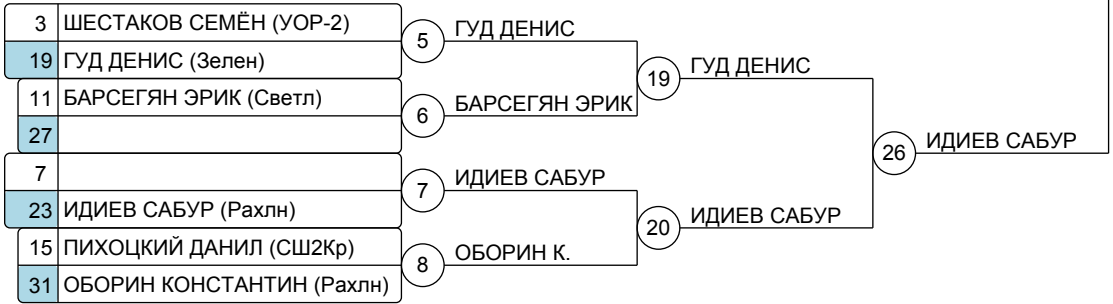 3 ШЕСТАКОВ СЕМЁН (УОР-2)
19 ГУД ДЕНИС (Зелен)
5 ГУД ДЕНИС
11 БАРСЕГЯН ЭРИК (Светл)
27
6 БАРСЕГЯН ЭРИК
19 ГУД ДЕНИС
7
23 ИДИЕВ САБУР (Рахлн)
7 ИДИЕВ САБУР
15 ПИХОЦКИЙ ДАНИЛ (СШ2Кр)
31 ОБОРИН КОНСТАНТИН (Рахлн)
8 ОБОРИН К.
20 ИДИЕВ САБУР
26 ИДИЕВ САБУР